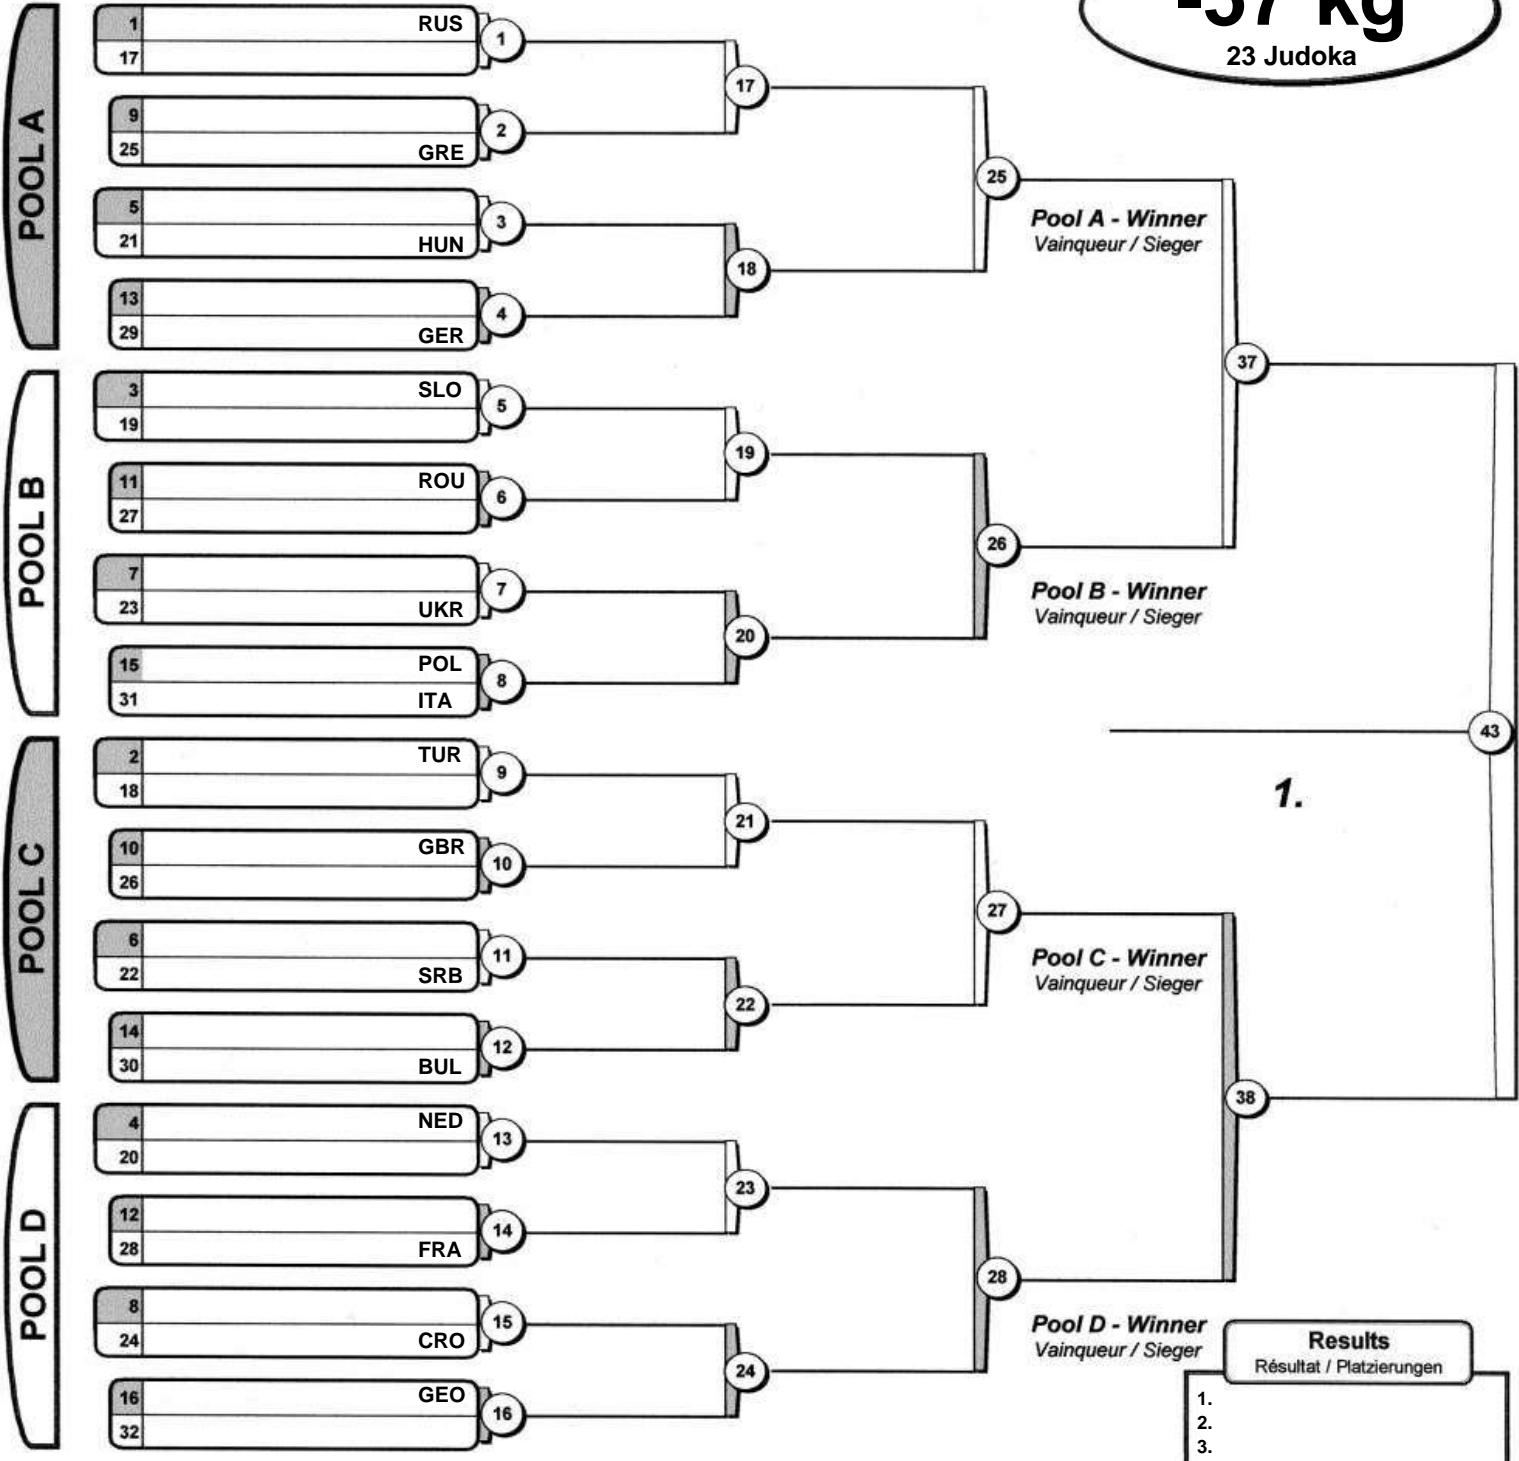 -57 kg
23 Judoka
POOL A
1 RUS
17
1
9
25 GRE
2
17
5
21 HUN
3
13
29 GER
4
18
25
Pool A - Winner
Vainqueur / Sieger
POOL B
3 SLO
19
5
11 ROU
27
6
19
7
23 UKR
7
15 POL
31 ITA
8
20
26
Pool B - Winner
Vainqueur / Sieger
37
POOL C
2 TUR
18
9
10 GBR
26
10
21
6
22 SRB
11
14
30 BUL
12
22
27
Pool C - Winner
Vainqueur / Sieger
43
1.
POOL D
4 NED
20
13
12
28 FRA
14
23
8
24 CRO
15
16 GEO
32
16
24
28
Pool D - Winner
Vainqueur / Sieger
38
Results
Résultat / Platzierungen
1.
2.
3.